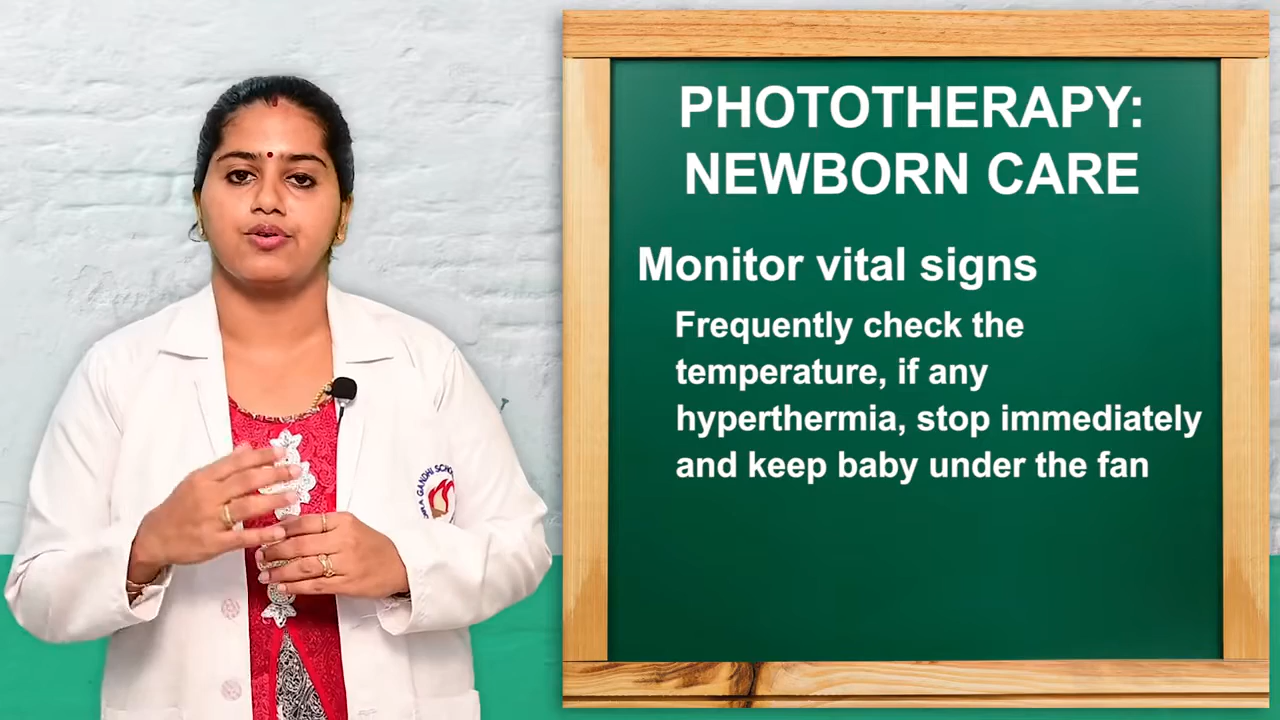 PHOTOTHERAPY:
NEWBORN CARE
Monitor vital signs
Frequently check the
temperature, if any
hyperthermia, stop immediately
and keep baby under the fan
GANDHI